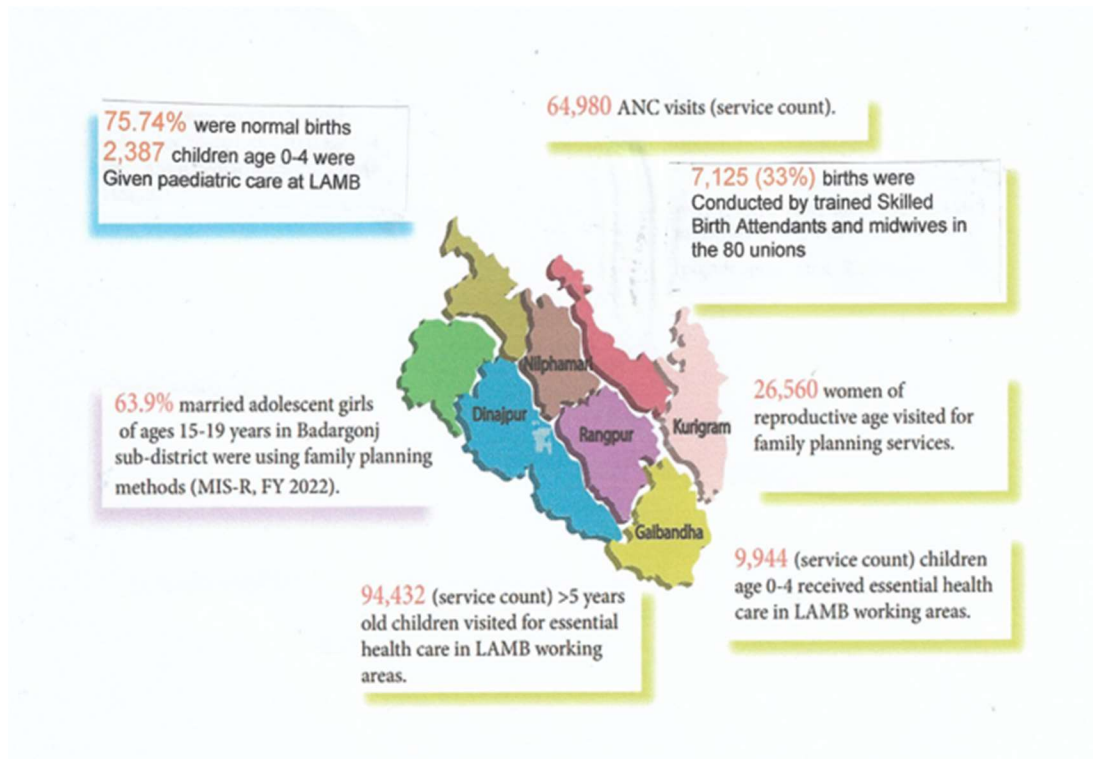 75.74% were normal births
2,387 children age 0-4 were
Given paediatric care at LAMB
64,980 ANC visits (service count).
7,125 (33%) births were
Conducted by trained Skilled
Birth Attendants and midwives in
the 80 unions
Nilphamari
Dinajpur
Rangpur
Kurigram
Gaibandha
63.9% married adolescent girls
of ages 15-19 years in Badargonj
sub-district were using family planning
methods (MIS-R, FY 2022).
26,560 women of
reproductive age visited for
family planning services.
94,432 (service count) >5 years
old children visited for essential
health care in LAMB working
areas.
9,944 (service count) children
age 0-4 received essential health
care in LAMB working areas.